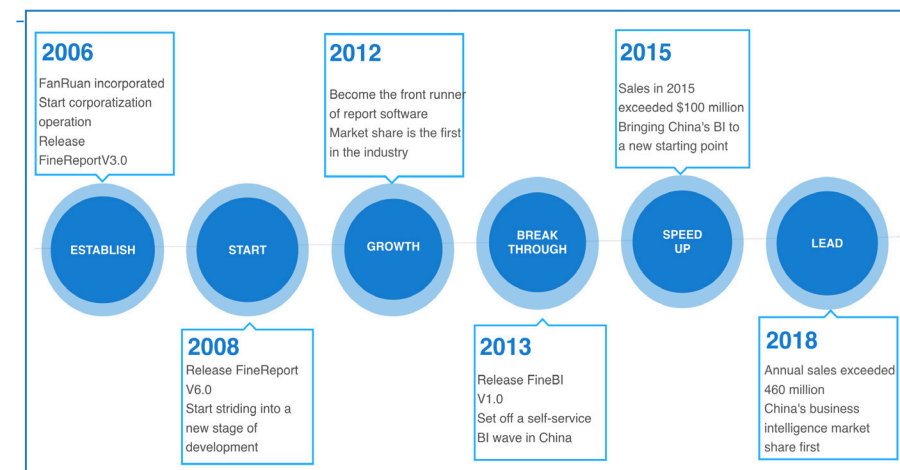 2006
FanRuan incorporated
Start corporatization
operation
Release
FineReportV3.0
2012
Become the front runner
of report software
Market share is the first
in the industry
2015
Sales in 2015
exceeded $100 million
Bringing China's BI to
a new starting point
ESTABLISH
START
GROWTH
BREAK
THROUGH
SPEED
UP
LEAD
2008
Release FineReport
V6.0
Start striding into a
new stage of
development
2013
Release FineBI
V1.0
Set off a self-service
BI wave in China
2018
Annual sales exceeded
460 million
China's business
intelligence market
share first